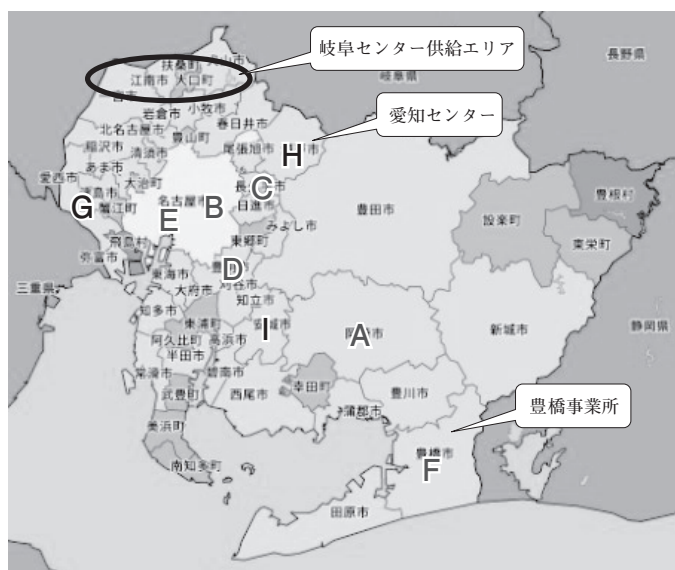 岐阜センター供給エリア
長野県
扶桑町
江南市
大口町
岐阜県
愛知センター
岩倉市
小牧市
春日井市
北名古屋市
豊山町
稲沢市
清須市
尾張旭市
H
あま市
愛西市
大治町
C
豊田市
設楽町
豊根村
G
蟹江町
名古屋市
B
日進市
E
みよし市
東栄町
飛島村
東郷町
弥富市
D
三重県
東海市
大府市
知立市
知多市
東浦町
I
A
新城市
静岡県
阿久比町
高浜市
半田市
常滑市
碧南市
西尾市
幸田町
豊川市
武豊町
蒲郡市
豊橋事業所
美浜町
豊橋市
F
南知多町
田原市